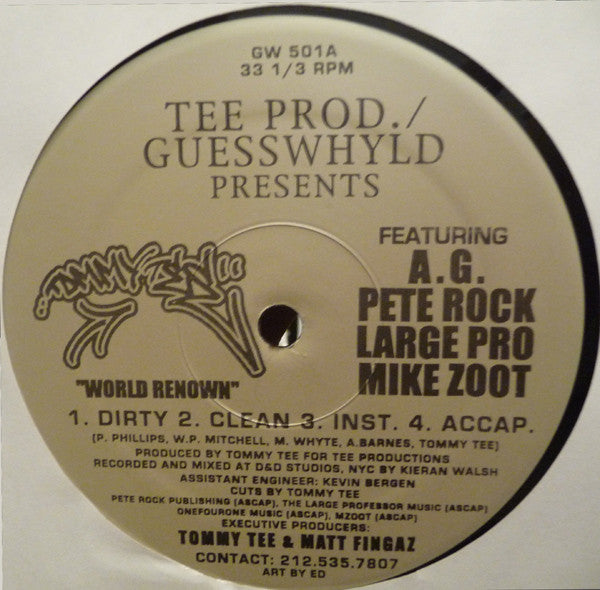 GW 501A
33 1/3 RPM
TEE PROD./
GUESSWHYLD
PRESENTS
TOMMY TEE
"WORLD RENOWN"
FEATURING
A.G.
PETE ROCK
LARGE PRO
MIKE ZOOT
1. DIRTY 2. CLEAN 3. INST. 4. ACCAP.
(P. PHILLIPS, W.P. MITCHELL, M. WHYTE, A.BARNES, TOMMY TEE)
PRODUCED BY TOMMY TEE FOR TEE PRODUCTIONS
RECORDED AND MIXED AT D&D STUDIOS, NYC BY KIERAN WALSH
ASSISTANT ENGINEER: KEVIN BERGEN
CUTS BY TOMMY TEE
PETE ROCK PUBLISHING (ASCAP), THE LARGE PROFESSOR MUSIC (ASCAP)
ONEFOURONE MUSIC (ASCAP), MZOOT (ASCAP)
EXECUTIVE PRODUCERS:
TOMMY TEE & MATT FINGAZ
CONTACT: 212.535.7807
ART BY ED